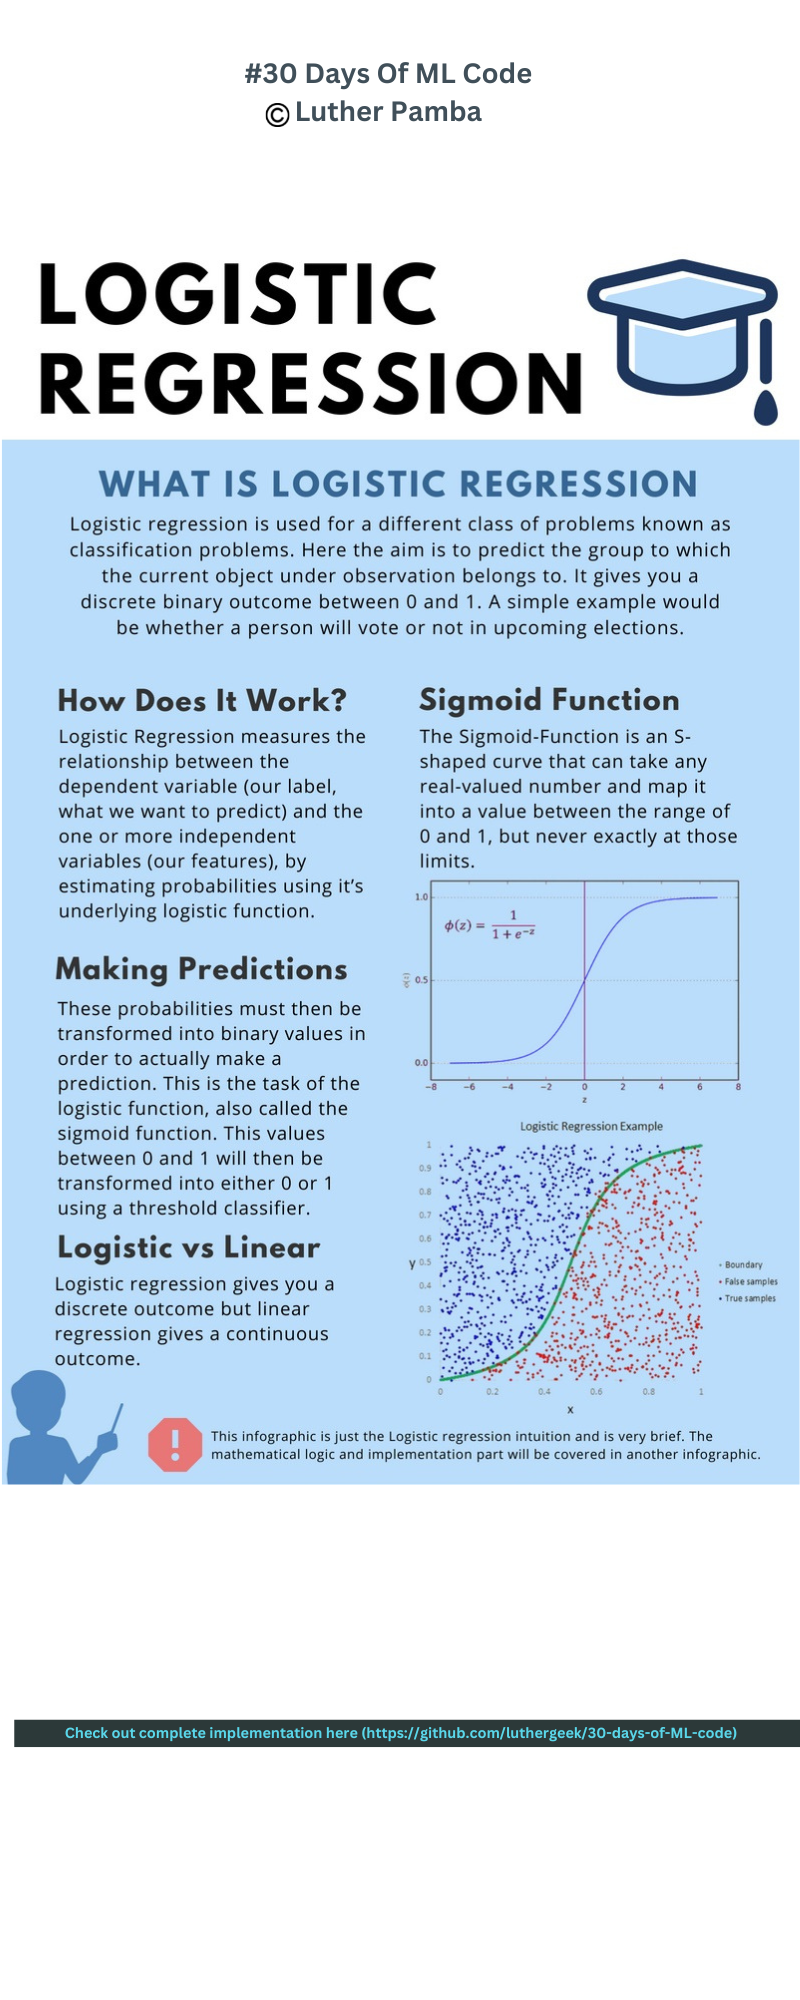 #30 Days Of ML Code
© Luther Pamba
LOGISTIC
REGRESSION
WHAT IS LOGISTIC REGRESSION
Logistic regression is used for a different class of problems known as
classification problems. Here the aim is to predict the group to which
the current object under observation belongs to. It gives you a
discrete binary outcome between 0 and 1. A simple example would
be whether a person will vote or not in upcoming elections.
How Does It Work?
Logistic Regression measures the
relationship between the
dependent variable (our label,
what we want to predict) and the
one or more independent
variables (our features), by
estimating probabilities using it's
underlying logistic function.
Making Predictions
These probabilities must then be
transformed into binary values in
order to actually make a
prediction. This is the task of the
logistic function, also called the
sigmoid function. This values
between 0 and 1 will then be
transformed into either 0 or 1
using a threshold classifier.
Logistic vs Linear
Logistic regression gives you a
discrete outcome but linear
regression gives a continuous
outcome.
Sigmoid Function
The Sigmoid-Function is an S-
shaped curve that can take any
real-valued number and map it
into a value between the range of
0 and 1, but never exactly at those
limits.
1.0
ϕ(z) = 1 / 1 + e^−z
ϕ(z)
0.5
0.0
−8 −6 −4 −2 0 2 4 6 8
z
Logistic Regression Example
1
0.9
0.8
0.7
0.6
y 0.5
0.4
0.3
0.2
0.1
0
0 0.2 0.4 0.6 0.8 1
x
Boundary
False samples
True samples
This infographic is just the Logistic regression intuition and is very brief. The
mathematical logic and implementation part will be covered in another infographic.
Check out complete implementation here (https://github.com/luthergeek/30-days-of-ML-code)